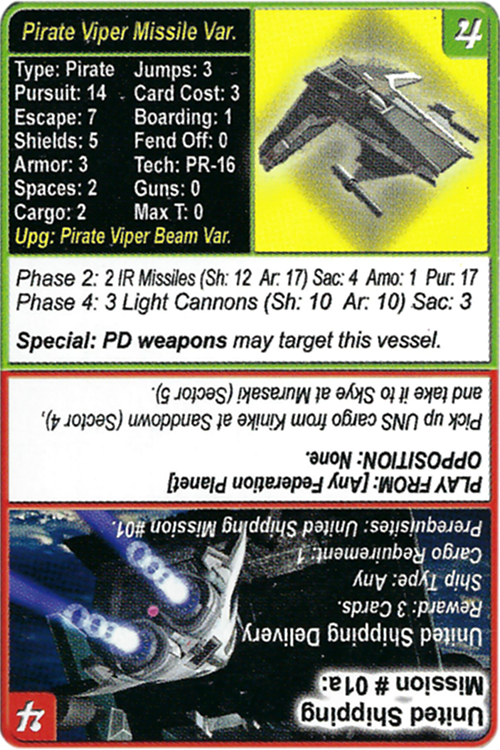 Pirate Viper Missile Var.
4
Type: Pirate Jumps: 3
Pursuit: 14 Card Cost: 3
Escape: 7 Boarding: 1
Shields: 5 Fend Off: 0
Armor: 3 Tech: PR-16
Spaces: 2 Guns: 0
Cargo: 2 Max T: 0
Upg: Pirate Viper Beam Var.
Phase 2: 2 IR Missiles (Sh: 12 Ar: 17) Sac: 4 Amo: 1 Pur: 17
Phase 4: 3 Light Cannons (Sh: 10 Ar: 10) Sac: 3
Special: PD weapons may target this vessel.
United Shipping
Mission # 01a:
4
United Shipping Delivery
Reward: 3 Cards.
Ship Type: Any
Cargo Requirement: 1
Prerequisites: United Shipping Mission #01.
PLAY FROM: [Any Federation Planet]
OPPOSITION: None.
Pick up UNS cargo from Kinike at Sanddown (Sector 4),
and take it to Skye at Murasaki (Sector 5).